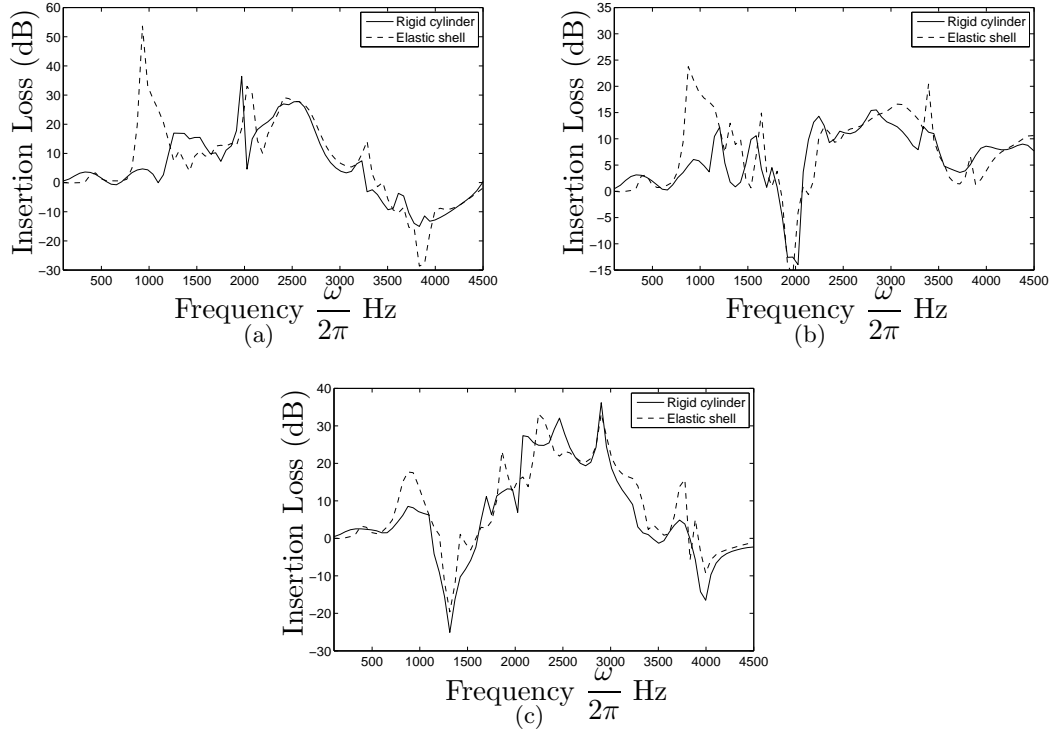 60
50
40
30
20
10
0
−10
−20
−30
500 1000 1500 2000 2500 3000 3500 4000 4500
Insertion Loss (dB)
Frequency ω/2π Hz
Rigid cylinder
Elastic shell
(a)
40
35
30
25
20
15
10
5
0
−5
−10
−15
500 1000 1500 2000 2500 3000 3500 4000 4500
Insertion Loss (dB)
Frequency ω/2π Hz
Rigid cylinder
Elastic shell
(b)
40
30
20
10
0
−10
−20
−30
500 1000 1500 2000 2500 3000 3500 4000 4500
Insertion Loss (dB)
Frequency ω/2π Hz
Rigid cylinder
Elastic shell
(c)